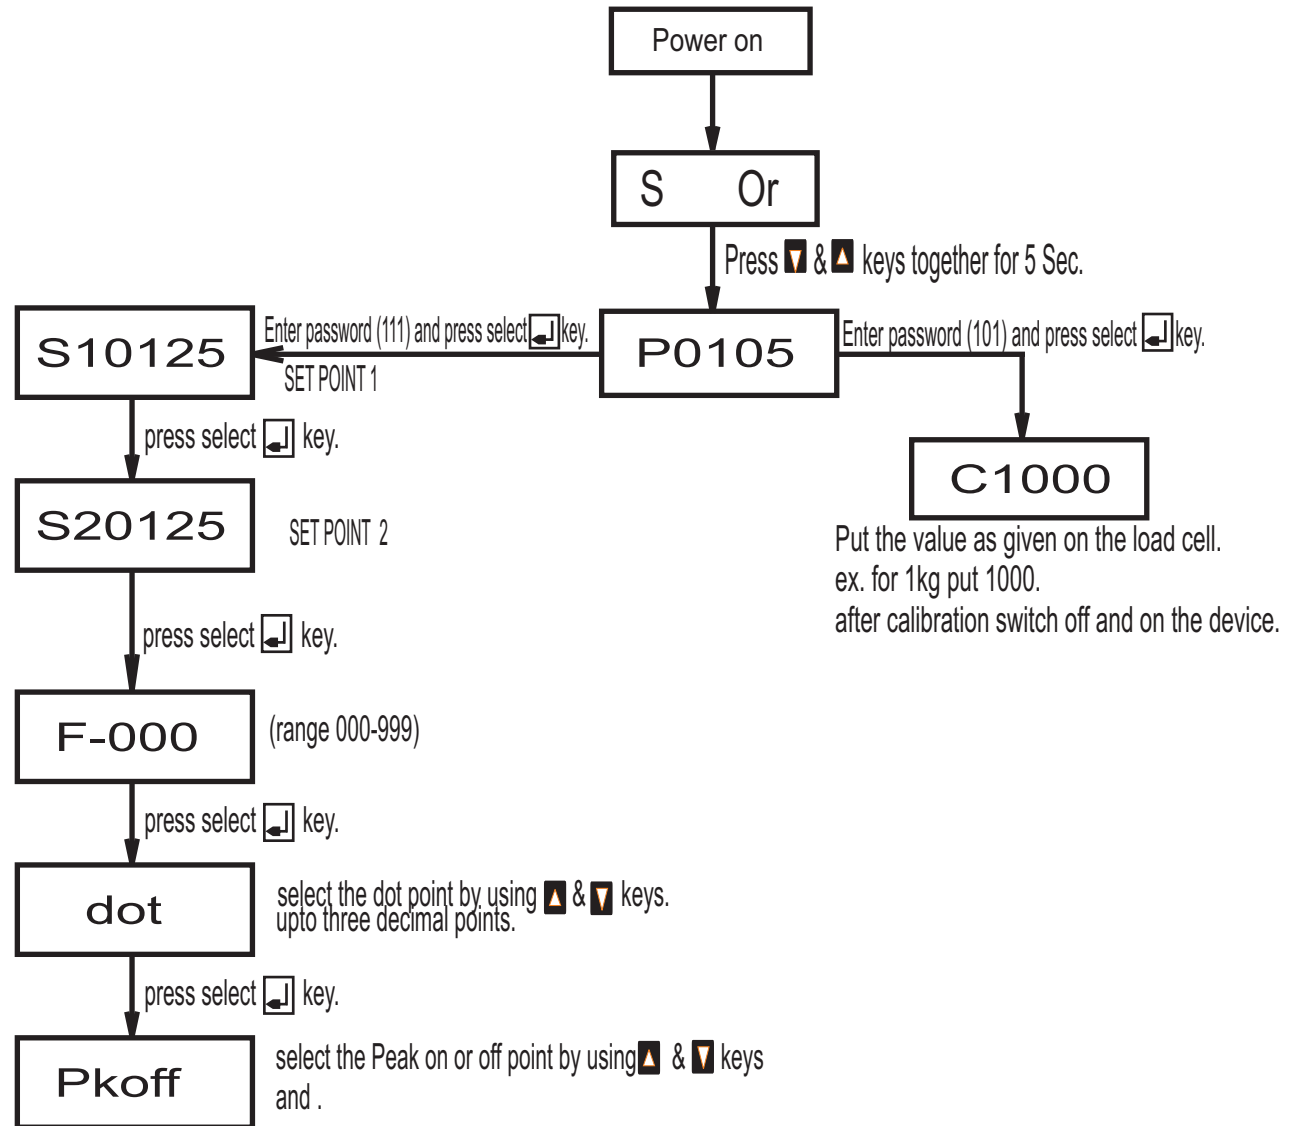 Power on
S Or
Press & keys together for 5 Sec.
Enter password (111) and press select key.
S10125
P0105
Enter password (101) and press select key.
SET POINT 1
press select key.
C1000
S20125
SET POINT 2
Put the value as given on the load cell.
ex. for 1kg put 1000.
after calibration switch off and on the device.
press select key.
F-000
(range 000-999)
press select key.
dot
select the dot point by using & keys.
upto three decimal points.
press select key.
Pkoff
select the Peak on or off point by using & keys
and .